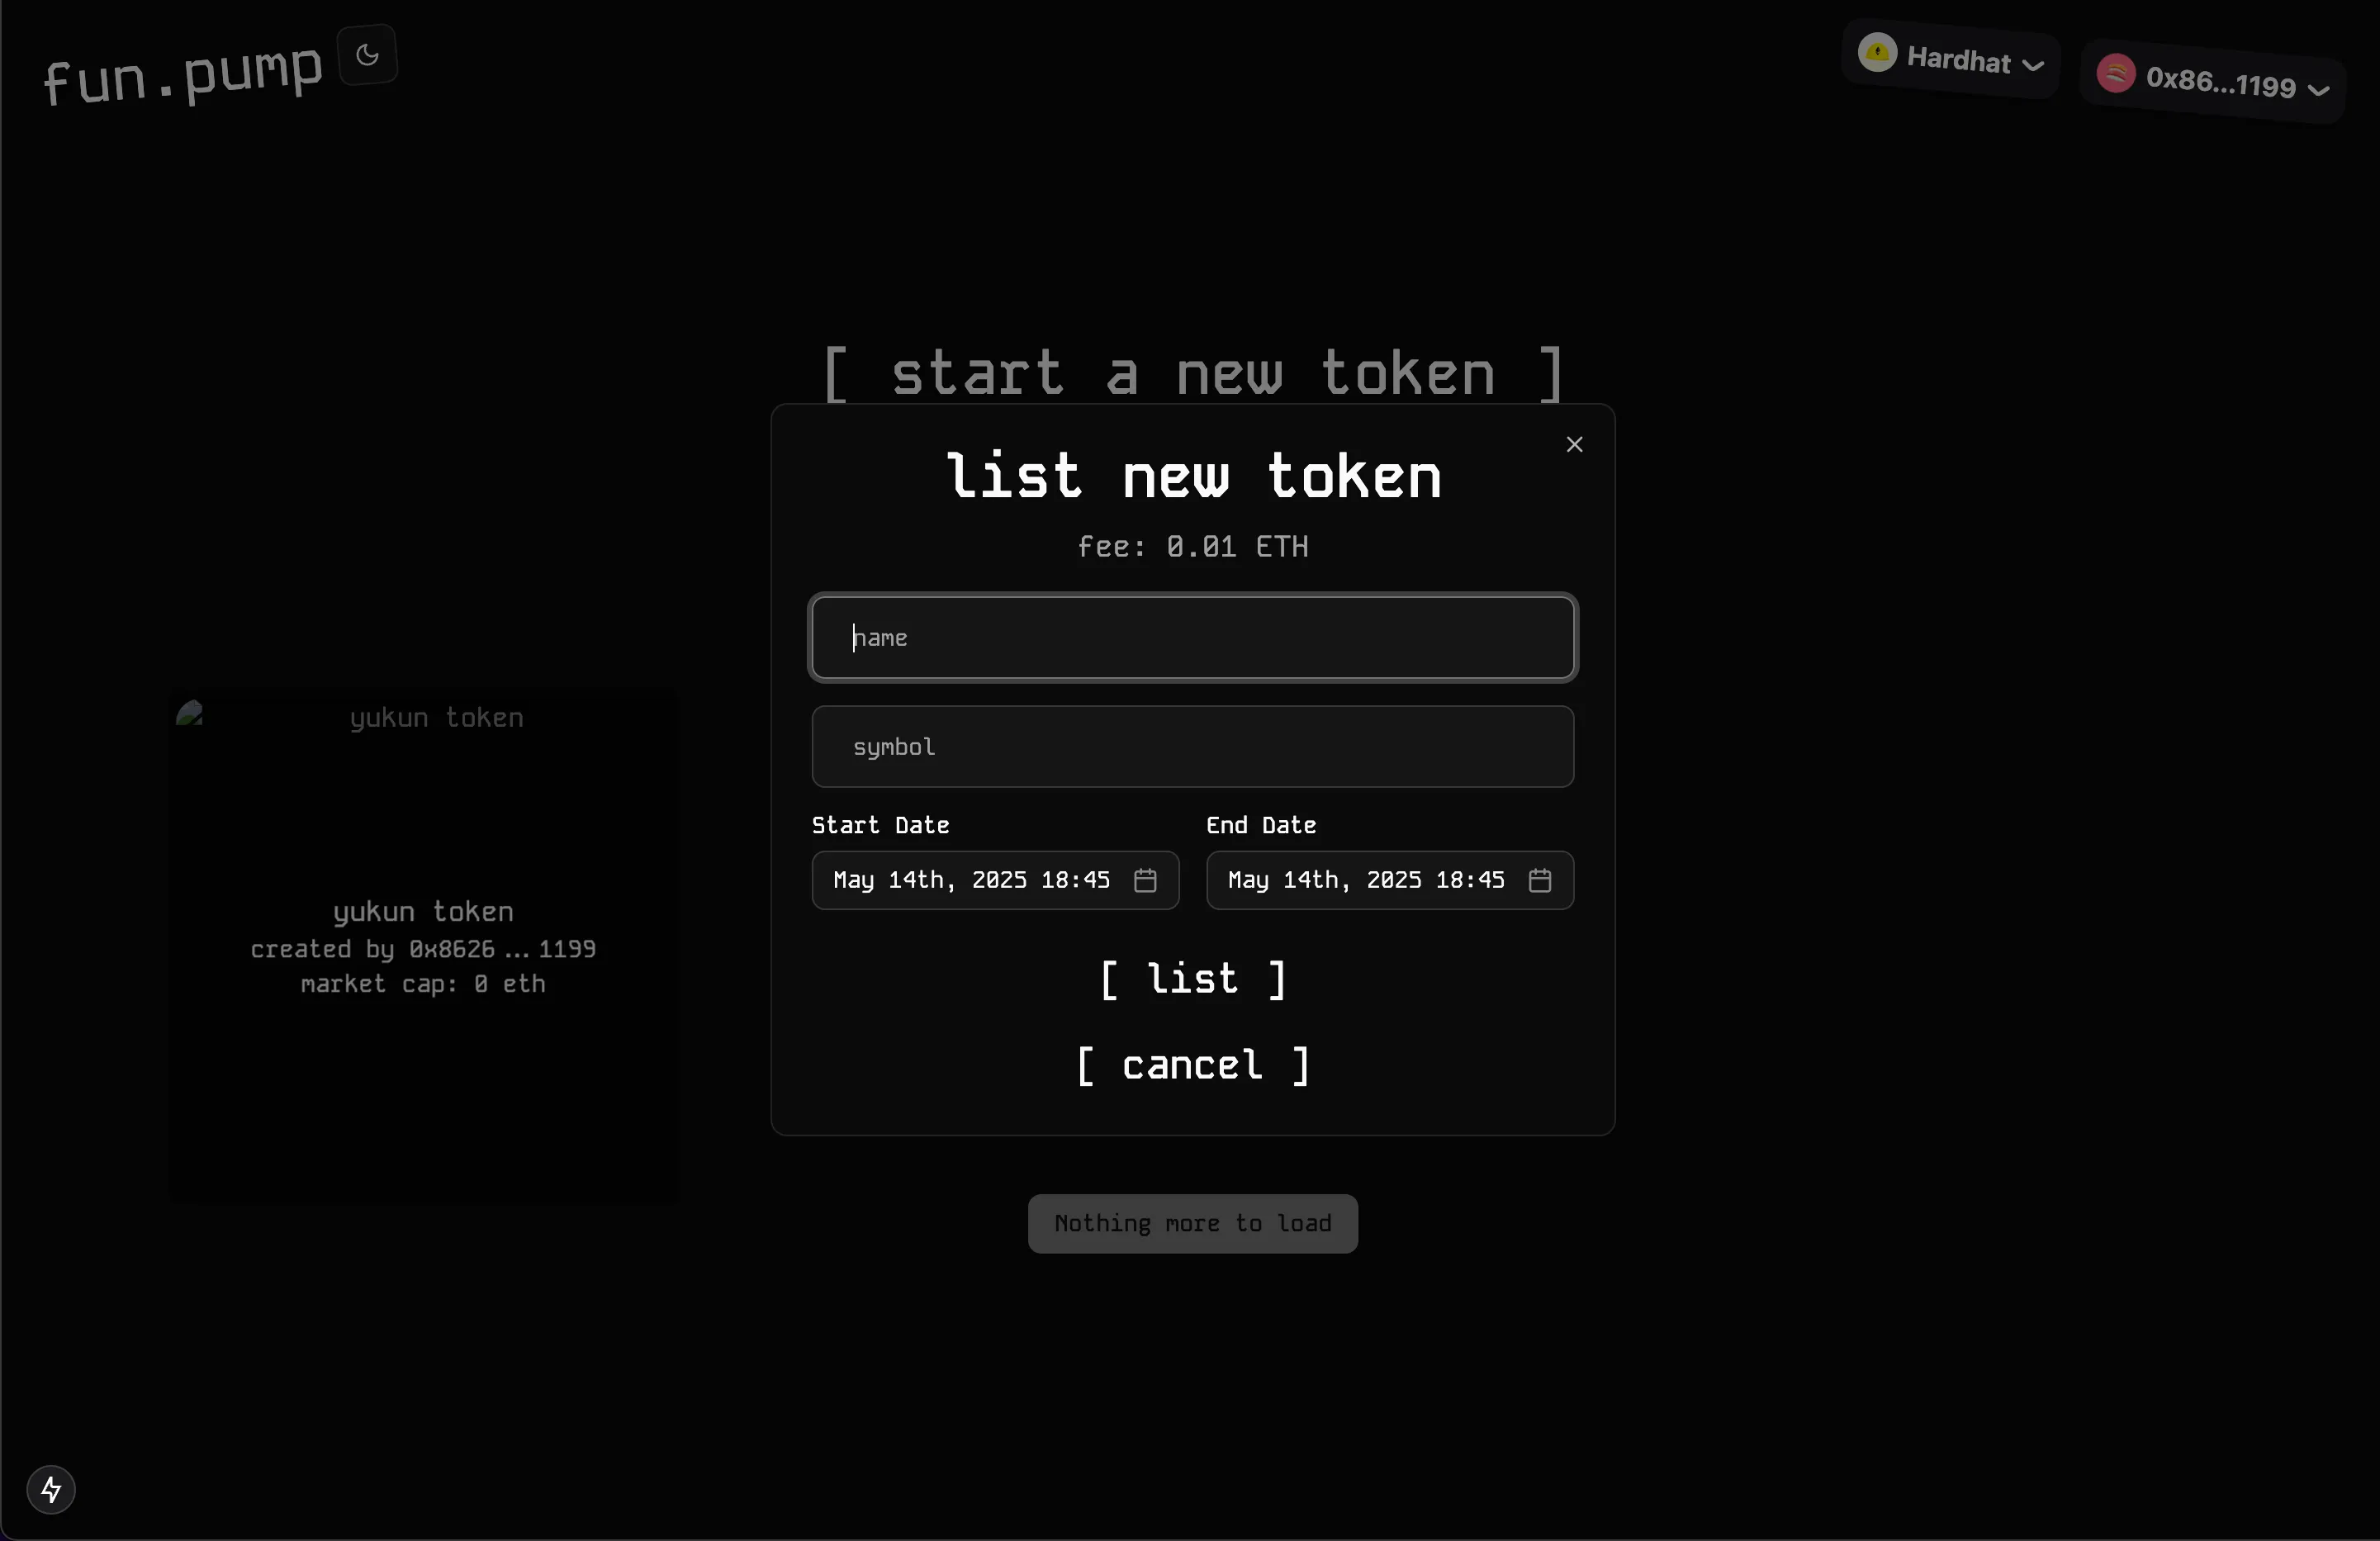 fun.pump
Hardhat
0x86...1199
[ start a new token ]
list new token
fee: 0.01 ETH
name
symbol
Start Date
End Date
May 14th, 2025 18:45
May 14th, 2025 18:45
[ list ]
[ cancel ]
yukun token
yukun token
created by 0x8626...1199
market cap: 0 eth
Nothing more to load